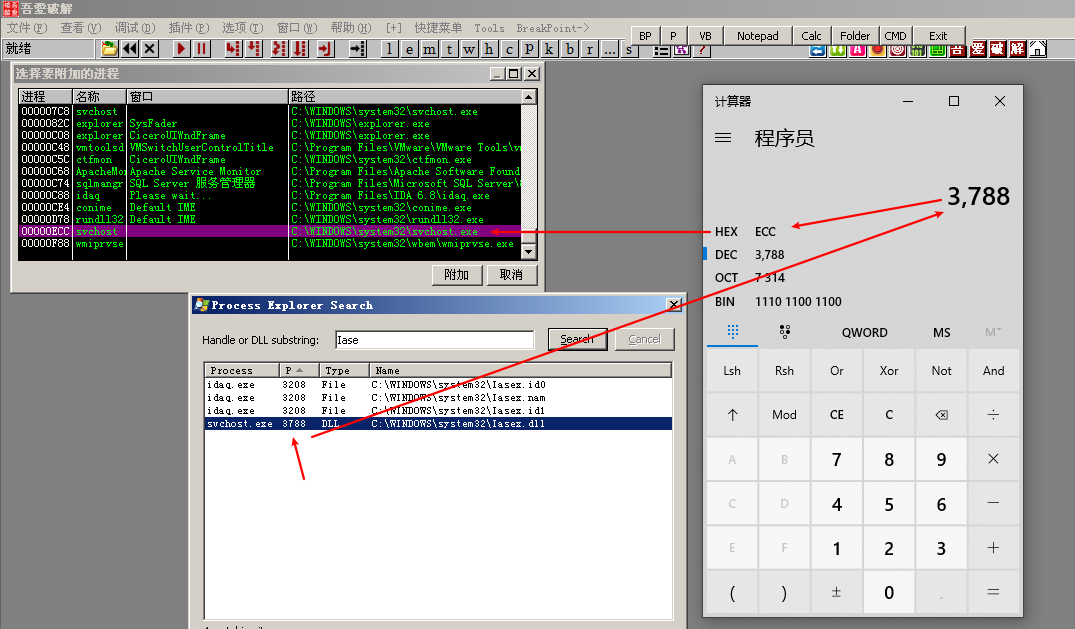 吾爱破解
文件(F) 查看(V) 调试(D) 插件(P) 选项(T) 窗口(W) 帮助(H) [+] 快捷菜单 Tools BreakPoint->
BP P VB Notepad Calc Folder CMD Exit
就绪
l e m t w h c p k b r ... s
吾 爱 破 解
选择要附加的进程
进程 名称 窗口 路径
000007C8 svchost C:\WINDOWS\system32\svchost.exe
0000082C explorer SysFader C:\WINDOWS\explorer.exe
00000C08 explorer CiceroUIWndFrame C:\WINDOWS\explorer.exe
00000C48 vmtoolsd VMSwitchUserControlTitle C:\Program Files\VMware\VMware Tools\vm
00000C5C ctfmon CiceroUIWndFrame C:\WINDOWS\system32\ctfmon.exe
00000C68 ApacheMon Apache Service Monitor C:\Program Files\Apache Software Found
00000C74 sqlmangr SQL Server 服务管理器 C:\Program Files\Microsoft SQL Server\
00000C88 idaq Please wait... C:\Program Files\IDA 6.8\idaq.exe
00000CE4 conime Default IME C:\WINDOWS\system32\conime.exe
00000D78 rundll32 Default IME C:\WINDOWS\system32\rundll32.exe
00000ECC svchost C:\WINDOWS\system32\svchost.exe
00000F88 wmiprvse C:\WINDOWS\system32\wbem\wmiprvse.exe
附加 取消
Process Explorer Search
Handle or DLL substring: Iase Search Cancel
Process P Type Name
idaq.exe 3208 File C:\WINDOWS\system32\Iasex.id0
idaq.exe 3208 File C:\WINDOWS\system32\Iasex.nam
idaq.exe 3208 File C:\WINDOWS\system32\Iasex.id1
svchost.exe 3788 DLL C:\WINDOWS\system32\Iasex.dll
计算器
程序员
3,788
HEX ECC
DEC 3,788
OCT 7 314
BIN 1110 1100 1100
QWORD MS M˅
Lsh Rsh Or Xor Not And
↑ Mod CE C ⌫ ÷
A B 7 8 9 ×
C D 4 5 6 −
E F 1 2 3 +
( ) ± 0 . =